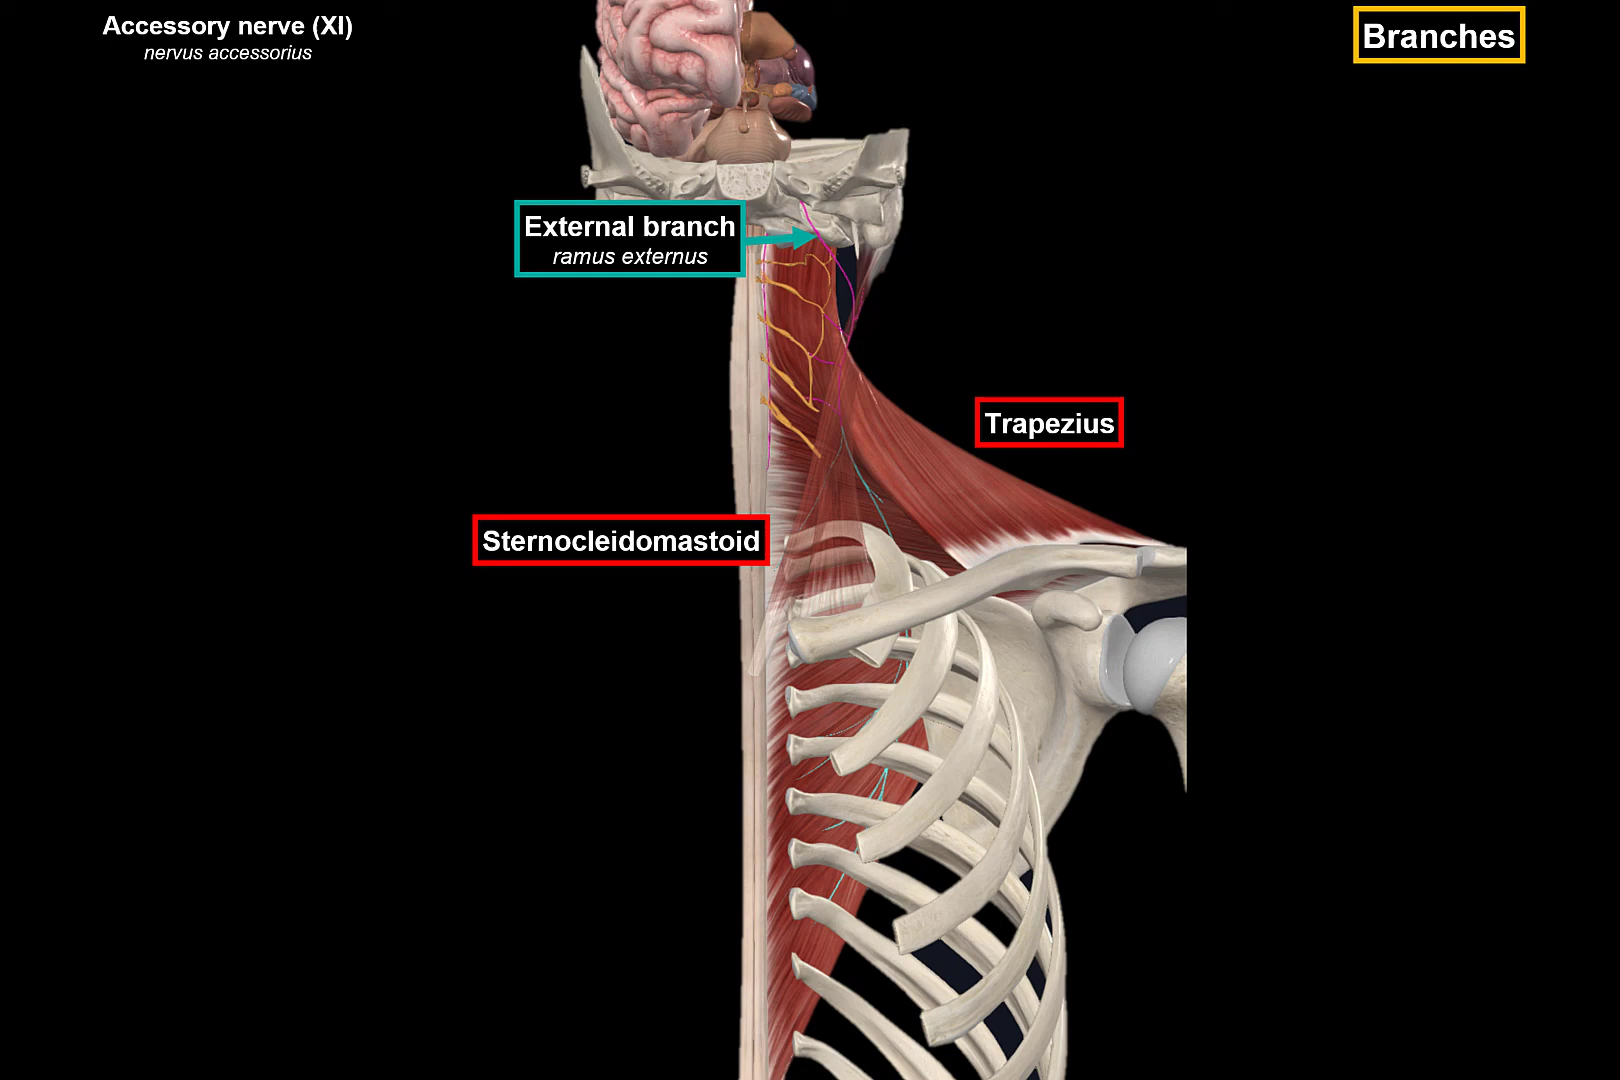 Accessory nerve (XI)
nervus accessorius
Branches
External branch
ramus externus
Trapezius
Sternocleidomastoid